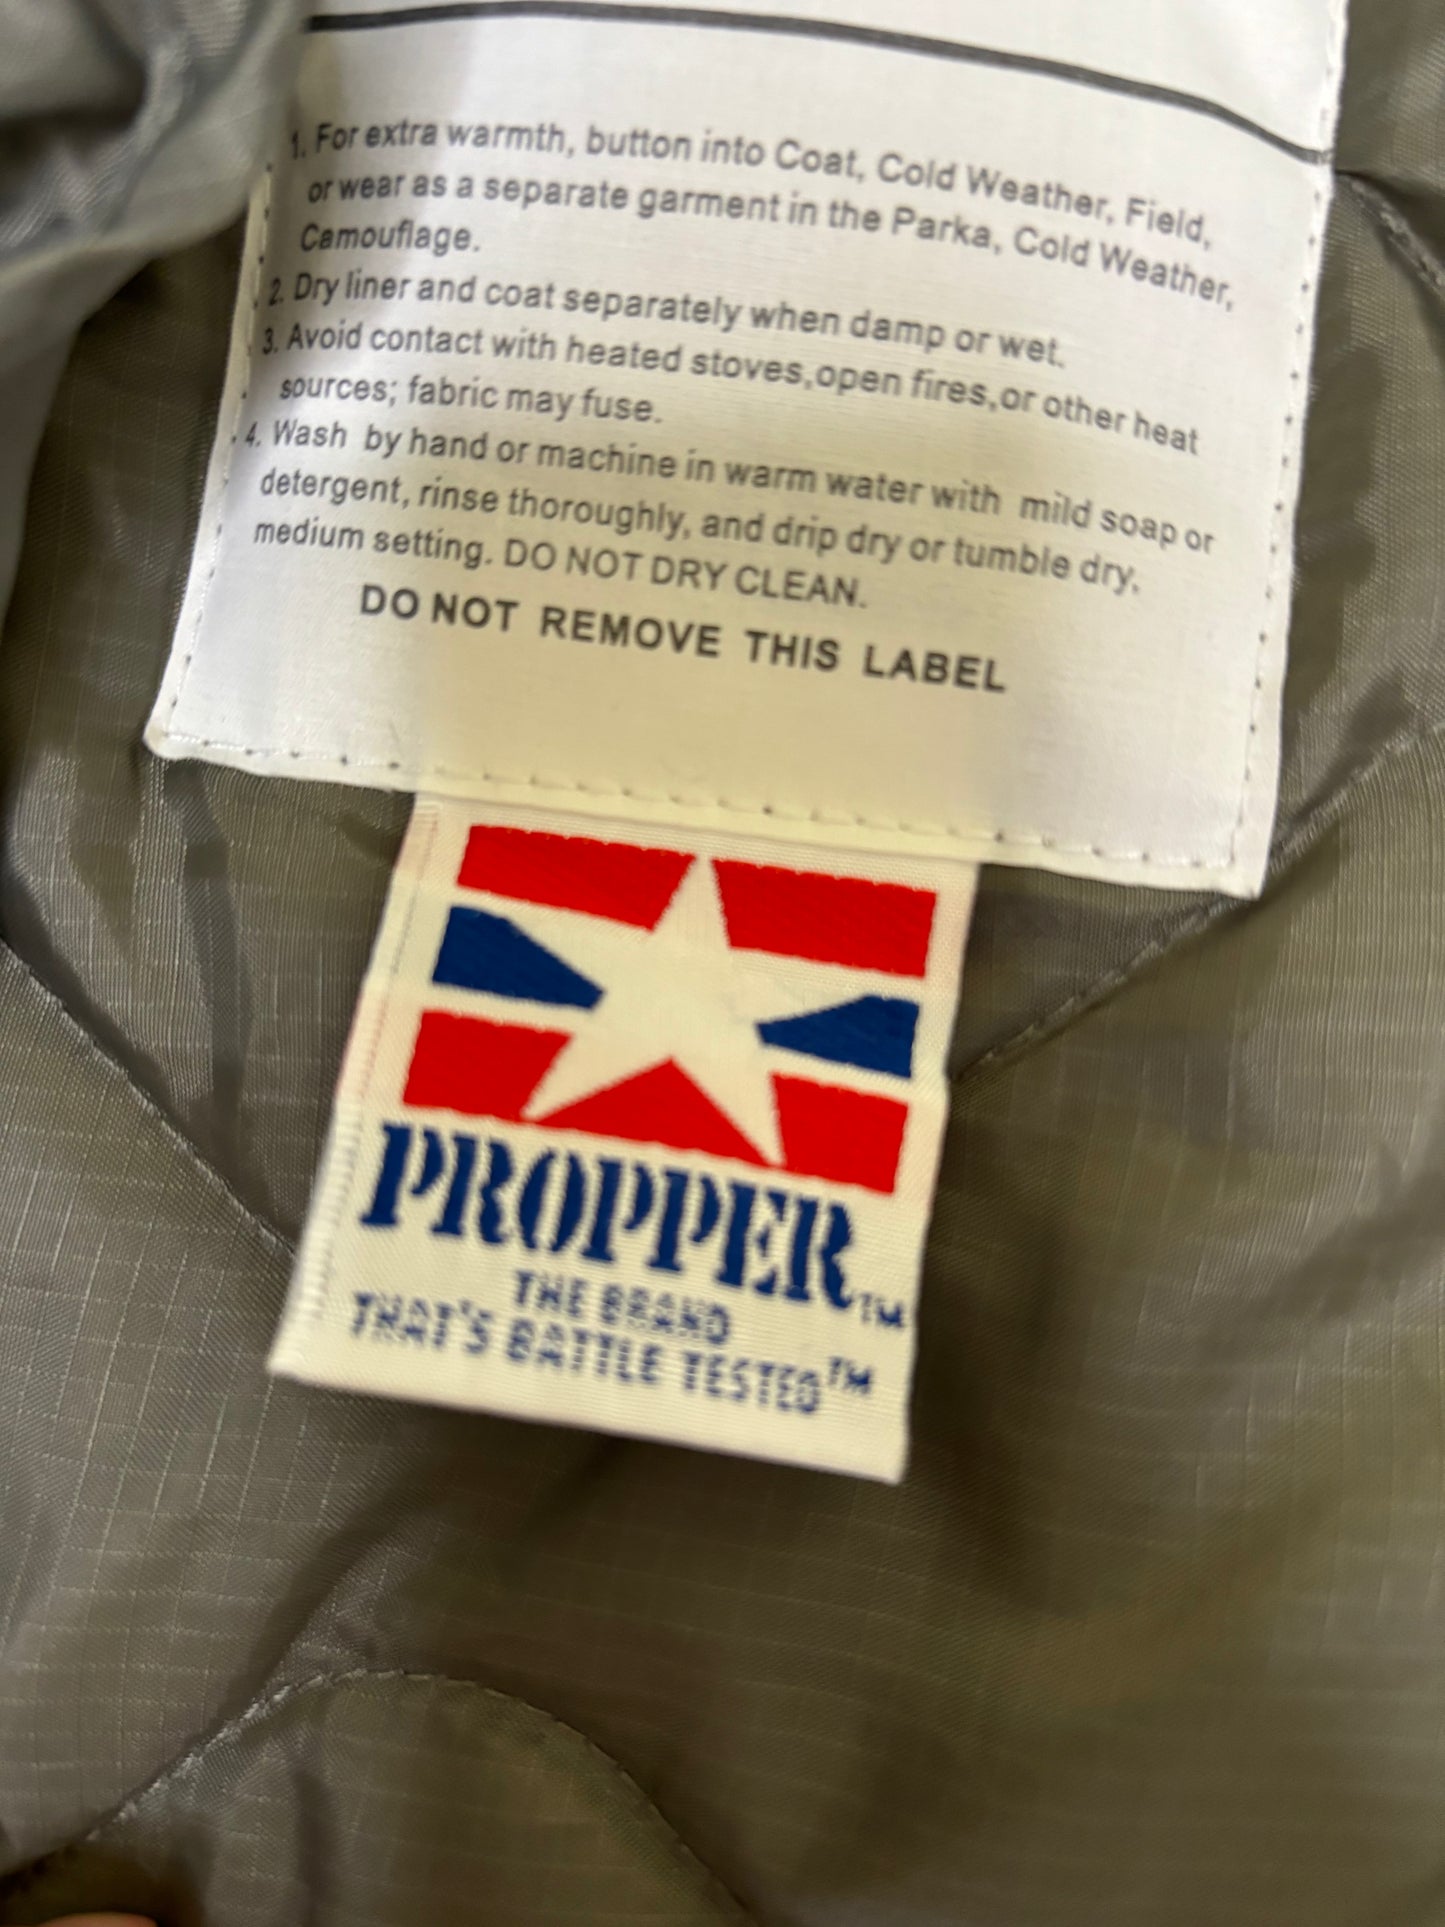 1. For extra warmth, button into Coat, Cold Weather, Field,
or wear as a separate garment in the Parka, Cold Weather,
Camouflage.
2. Dry liner and coat separately when damp or wet.
3. Avoid contact with heated stoves,open fires,or other heat
sources; fabric may fuse.
4. Wash by hand or machine in warm water with mild soap or
detergent, rinse thoroughly, and drip dry or tumble dry,
medium setting. DO NOT DRY CLEAN.
DO NOT REMOVE THIS LABEL
PROPPER™
THE BRAND
THAT'S BATTLE TESTED™